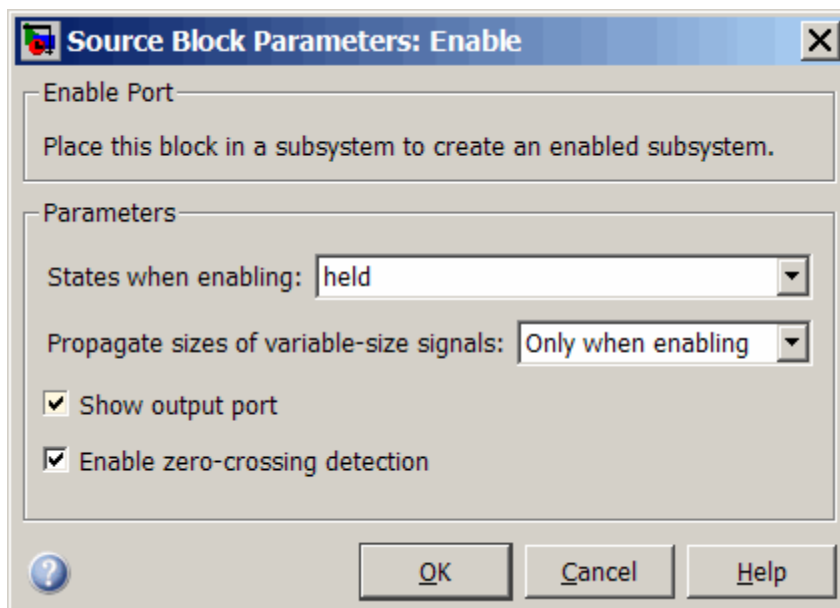 Source Block Parameters: Enable
Enable Port
Place this block in a subsystem to create an enabled subsystem.
Parameters
States when enabling: held
Propagate sizes of variable-size signals: Only when enabling
Show output port
Enable zero-crossing detection
?
OK Cancel Help